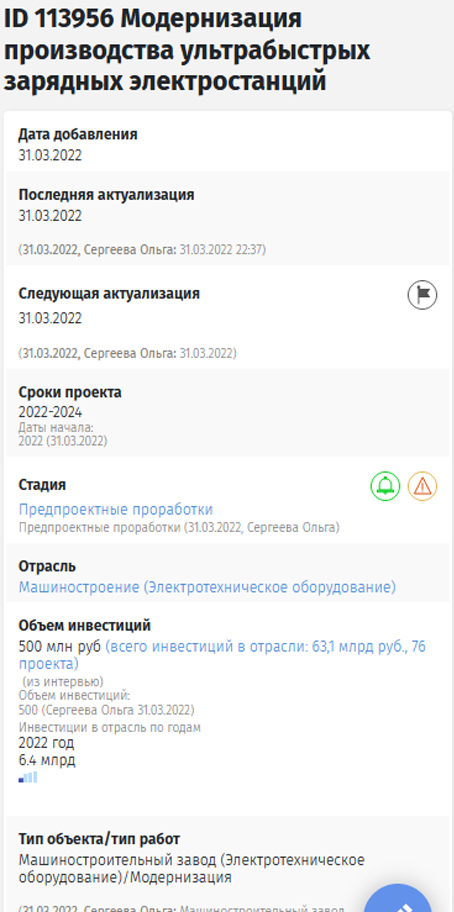 ID 113956 Модернизация
производства ультрабыстрых
зарядных электростанций
Дата добавления
31.03.2022
Последняя актуализация
31.03.2022
(31.03.2022, Сергеева Ольга: 31.03.2022 22:37)
Следующая актуализация
31.03.2022
(31.03.2022, Сергеева Ольга: 31.03.2022)
Сроки проекта
2022-2024
Даты начала:
2022 (31.03.2022)
Стадия
Предпроектные проработки
Предпроектные проработки (31.03.2022, Сергеева Ольга)
Отрасль
Машиностроение (Электротехническое оборудование)
Объем инвестиций
500 млн руб (всего инвестиций в отрасли: 63,1 млрд руб., 76
проекта)
(из интервью)
Объем инвестиций:
500 (Сергеева Ольга 31.03.2022)
Инвестиции в отрасль по годам
2022 год
6.4 млрд
Тип объекта/тип работ
Машиностроительный завод (Электротехническое
оборудование)/Модернизация
(31.03.2022, Сергеева Ольга: Машиностроительный завод